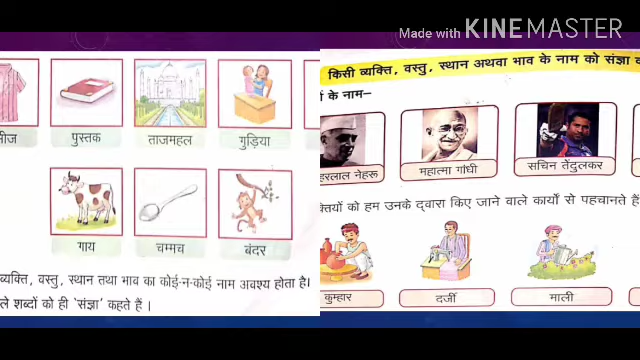 Made with KINEMASTER
पुस्तक
ताजमहल
गुड़िया
गाय
चम्मच
बंदर
व्यक्ति, वस्तु, स्थान तथा भाव का कोई-न-कोई नाम अवश्य होता है।
शब्दों को ही 'संज्ञा' कहते हैं ।
किसी व्यक्ति, वस्तु, स्थान अथवा भाव के नाम को संज्ञा
के नाम–
नेहरू
महात्मा गांधी
सचिन तेंदुलकर
को हम उनके द्वारा किए जाने वाले कार्यों से पहचानते हैं
कुम्हार
दर्जी
माली